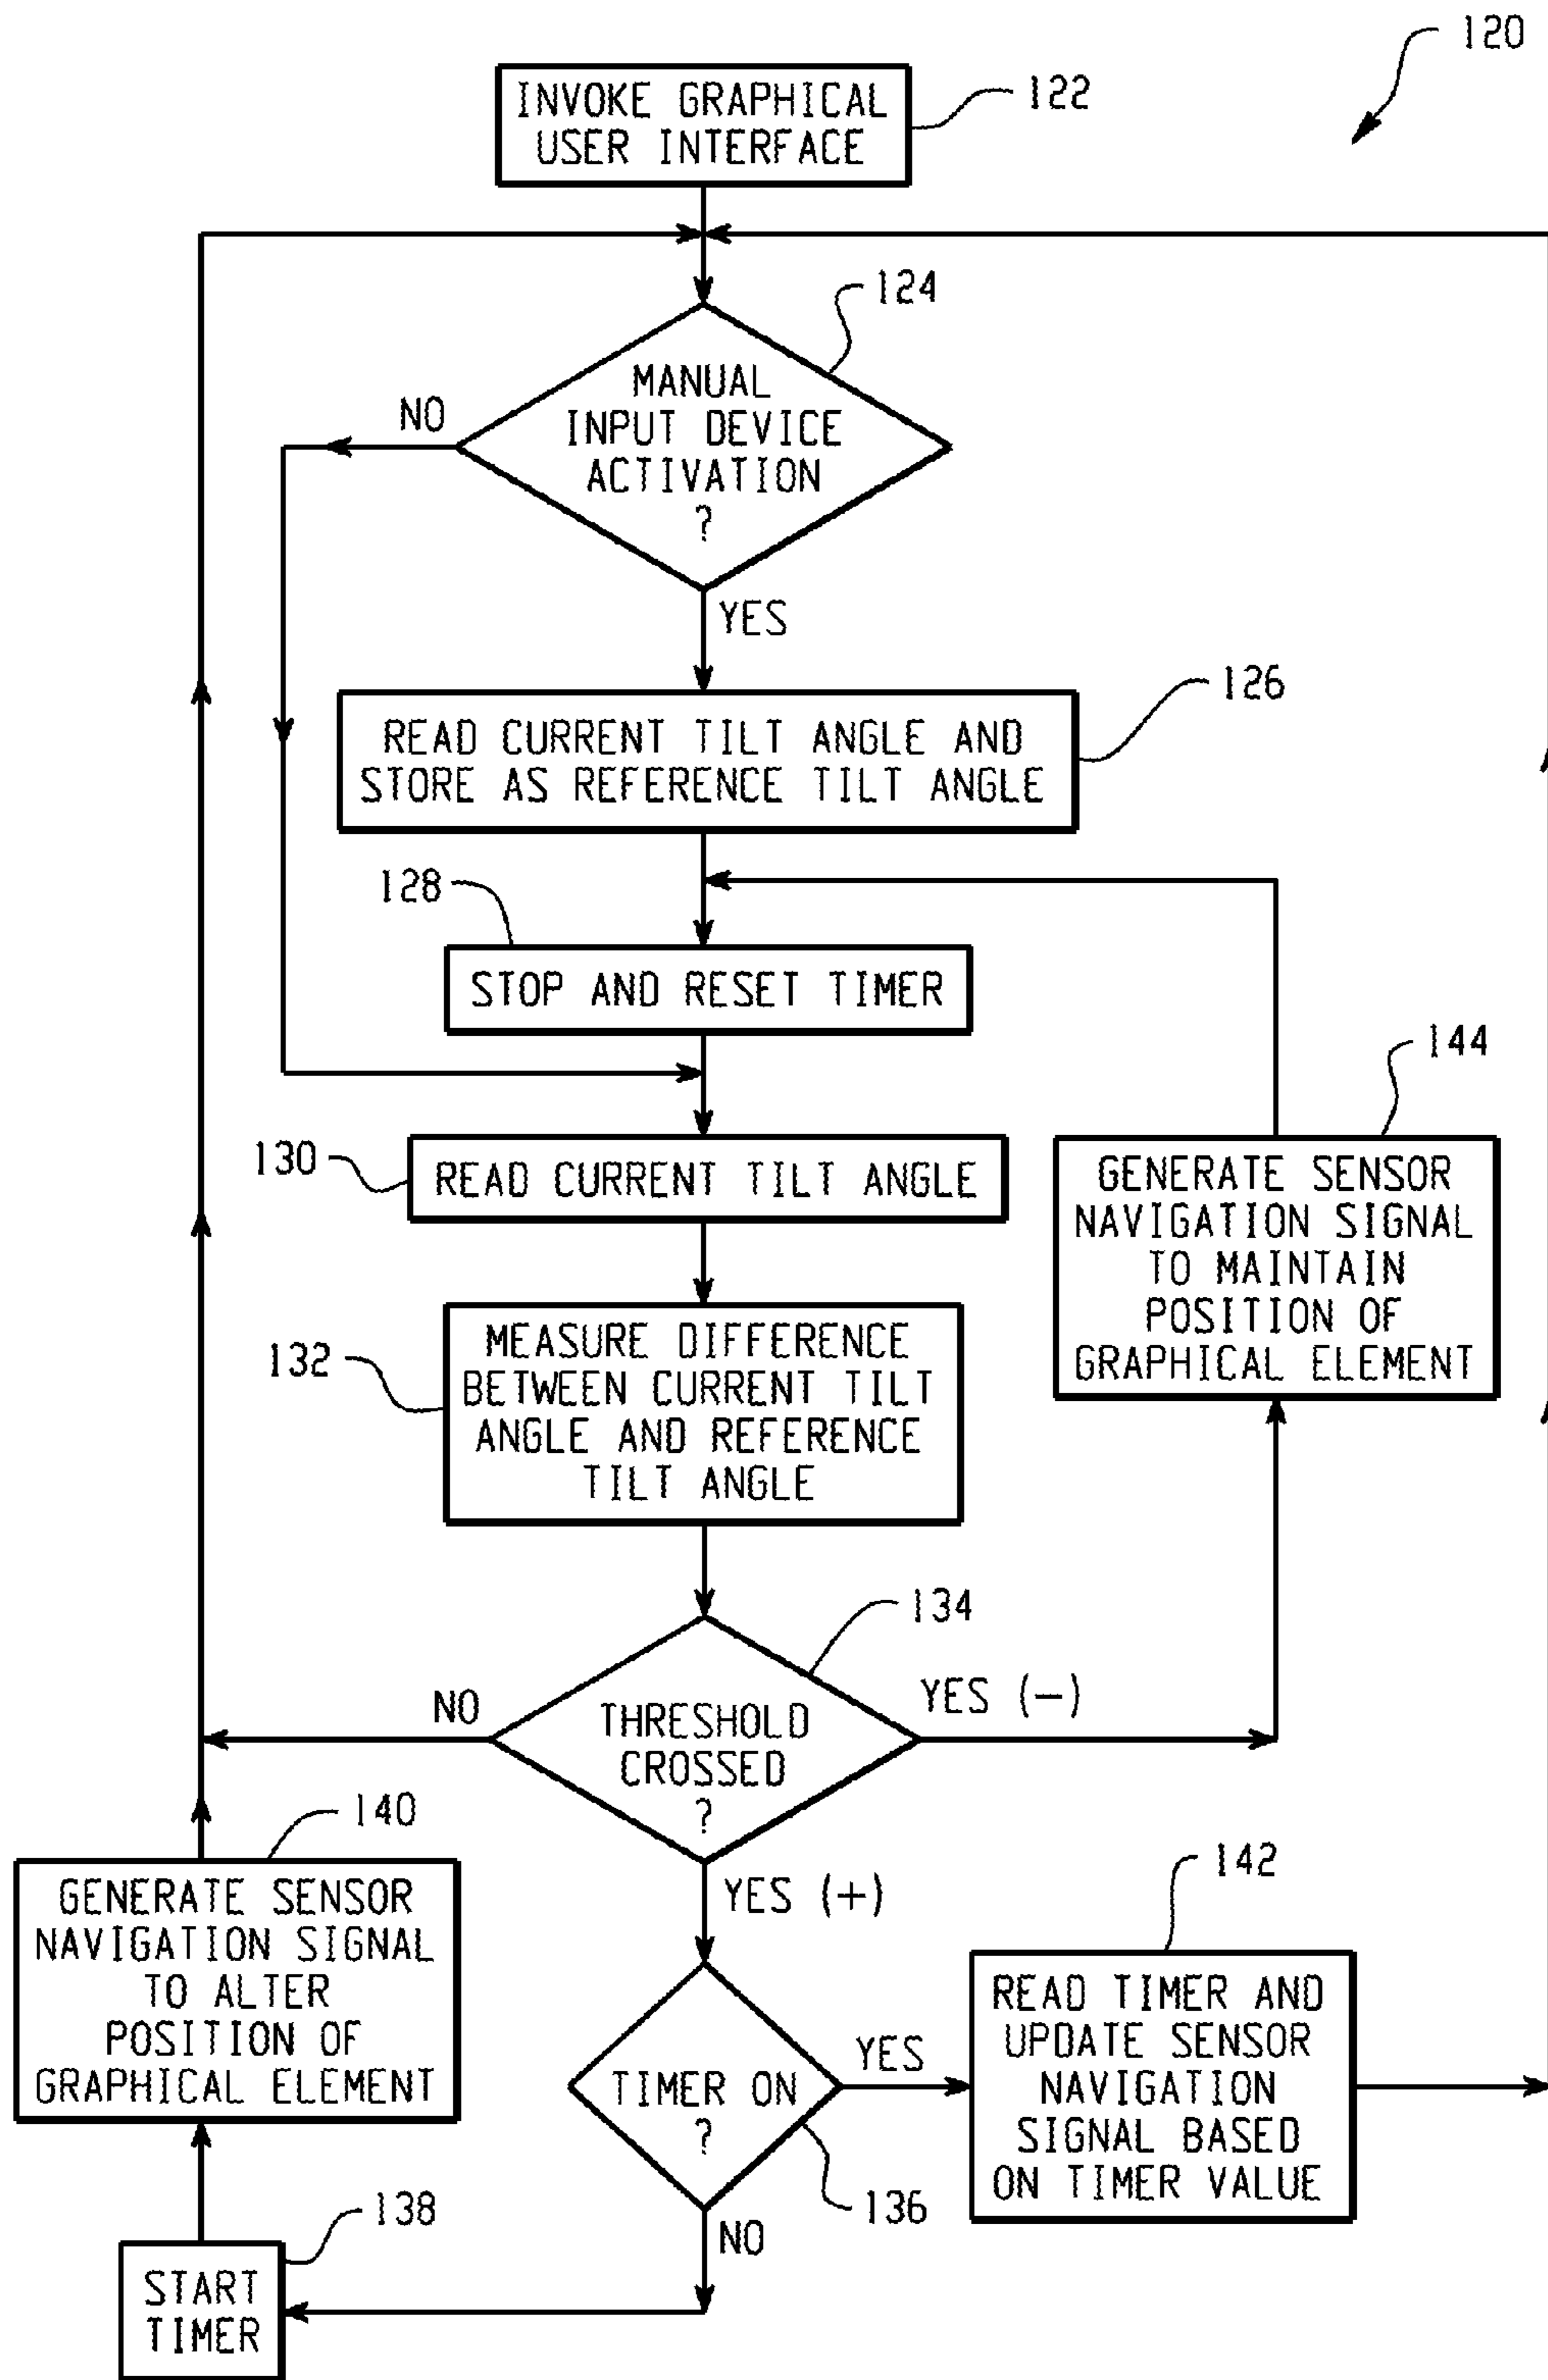 120
INVOKE GRAPHICAL
USER INTERFACE
122
124
MANUAL
INPUT DEVICE
ACTIVATION
?
NO
YES
126
READ CURRENT TILT ANGLE AND
STORE AS REFERENCE TILT ANGLE
128
STOP AND RESET TIMER
144
130
READ CURRENT TILT ANGLE
GENERATE SENSOR
NAVIGATION SIGNAL
TO MAINTAIN
POSITION OF
GRAPHICAL ELEMENT
132
MEASURE DIFFERENCE
BETWEEN CURRENT TILT
ANGLE AND REFERENCE
TILT ANGLE
134
NO
YES (-)
THRESHOLD
CROSSED
?
140
YES (+)
142
GENERATE SENSOR
NAVIGATION SIGNAL
TO ALTER
POSITION OF
GRAPHICAL ELEMENT
TIMER ON
?
YES
READ TIMER AND
UPDATE SENSOR
NAVIGATION
SIGNAL BASED
ON TIMER VALUE
136
138
NO
START
TIMER